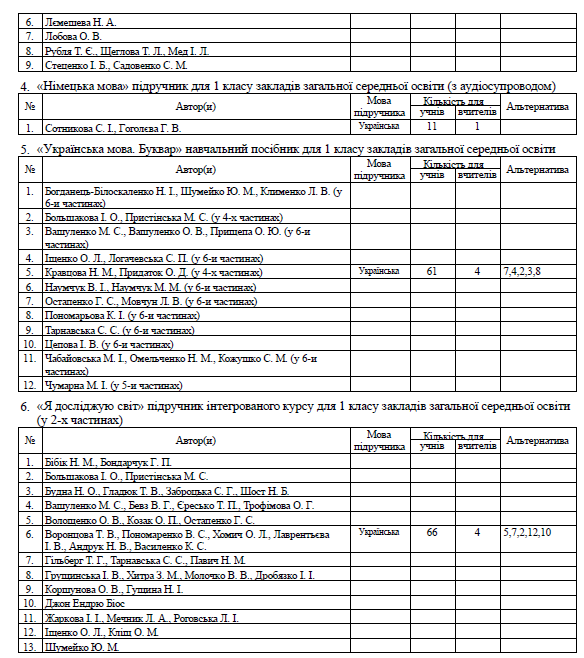 6. Лємешева Н. А.
7. Лобова О. В.
8. Рубля Т. Є., Щеглова Т. Л., Мед І. Л.
9. Стеценко І. Б., Садовенко С. М.
4. «Німецька мова» підручник для 1 класу закладів загальної середньої освіти (з аудіосупроводом)
№ Автор(и) Мова підручника Кількість для учнів вчителів Альтернатива
1. Сотникова С. І., Гоголєва Г. В. Українська 11 1
5. «Українська мова. Буквар» навчальний посібник для 1 класу закладів загальної середньої освіти
№ Автор(и) Мова підручника Кількість для учнів вчителів Альтернатива
1. Богданець-Білоскаленко Н. І., Шумейко Ю. М., Клименко Л. В. (у
6-и частинах)
2. Большакова І. О., Пристінська М. С. (у 4-х частинах)
3. Вашуленко М. С., Вашуленко О. В., Прищепа О. Ю. (у 6-и
частинах)
4. Іщенко О. Л., Логачевська С. П. (у 6-и частинах)
5. Кравцова Н. М., Придаток О. Д. (у 4-х частинах) Українська 61 4 7,4,2,3,8
6. Наумчук В. І., Наумчук М. М. (у 6-и частинах)
7. Остапенко Г. С., Мовчун Л. В. (у 6-и частинах)
8. Пономарьова К. І. (у 6-и частинах)
9. Тарнавська С. С. (у 6-и частинах)
10. Цепова І. В. (у 6-и частинах)
11. Чабайовська М. І., Омельченко Н. М., Кожушко С. М. (у 6-и
частинах)
12. Чумарна М. І. (у 5-и частинах)
6. «Я досліджую світ» підручник інтегрованого курсу для 1 класу закладів загальної середньої освіти
(у 2-х частинах)
№ Автор(и) Мова підручника Кількість для учнів вчителів Альтернатива
1. Бібік Н. М., Бондарчук Г. П.
2. Большакова І. О., Пристінська М. С.
3. Будна Н. О., Гладюк Т. В., Заброцька С. Г., Шост Н. Б.
4. Вашуленко М. С., Бевз В. Г., Єресько Т. П., Трофімова О. Г.
5. Волощенко О. В., Козак О. П., Остапенко Г. С.
6. Воронцова Т. В., Пономаренко В. С., Хомич О. Л., Лаврентьєва
І. В., Андрук Н. В., Василенко К. С. Українська 66 4 5,7,2,12,10
7. Гільберг Т. Г., Тарнавська С. С., Павич Н. М.
8. Грущинська І. В., Хитра З. М., Молочко В. В., Дробязко І. І.
9. Коршунова О. В., Гущина Н. І.
10. Джон Ендрю Біос
11. Жаркова І. І., Мечник Л. А., Роговська Л. І.
12. Іщенко О. Л., Кліщ О. М.
13. Шумейко Ю. М.